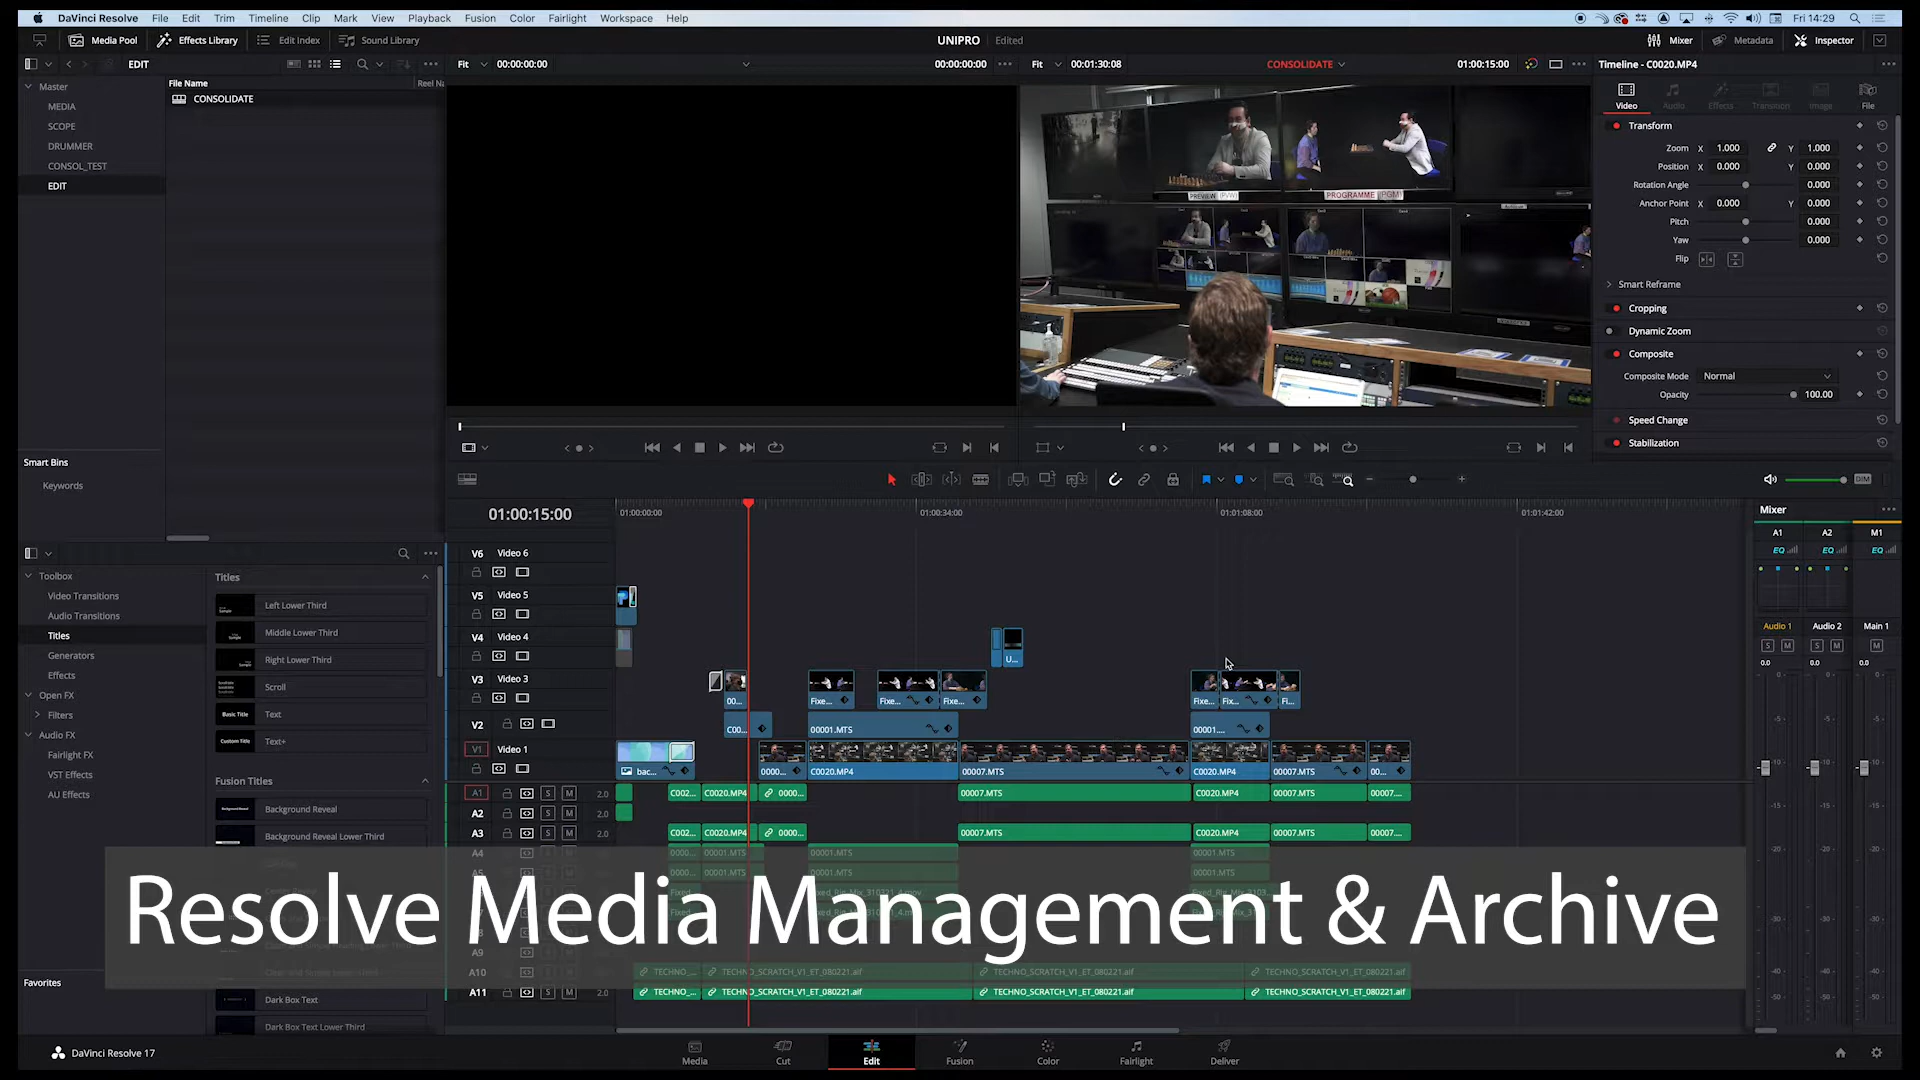 DaVinci Resolve File Edit Trim Timeline Clip Mark View Playback Fusion Color Fairlight Workspace Help
Fri 14:29
Media Pool Effects Library Edit Index Sound Library
UNIPRO Edited
Mixer Metadata Inspector
EDIT
Fit 00:00:00:00 00:00:00:00
Fit 00:01:30:08 CONSOLIDATE 01:00:15:00
Timeline - C0020.MP4
Master
MEDIA
SCOPE
DRUMMER
CONSOL_TEST
EDIT
File Name Reel Na
CONSOLIDATE
PREVIEW (PVW)
PROGRAMME (PGM)
Video Audio Effects Transition Image File
Transform
Zoom X 1.000 Y 1.000
Position X 0.000 Y 0.000
Rotation Angle 0.000
Anchor Point X 0.000 Y 0.000
Pitch 0.000
Yaw 0.000
Flip
Smart Reframe
Cropping
Dynamic Zoom
Composite
Composite Mode Normal
Opacity 100.00
Speed Change
Stabilization
Smart Bins
Keywords
DIM
01:00:15:00
01:00:00:00 01:00:34:00 01:01:08:00 01:01:42:00
Toolbox
Video Transitions
Audio Transitions
Titles
Generators
Effects
Open FX
Filters
Audio FX
Fairlight FX
VST Effects
AU Effects
Favorites
Titles
Left Lower Third
Middle Lower Third
Right Lower Third
Scroll
Basic Title Text
Custom Title Text+
Fusion Titles
Background Reveal
Background Reveal Lower Third
Dark Box Text
Dark Box Text Lower Third
V6 Video 6
V5 Video 5
V4 Video 4
U...
V3 Video 3
00... Fixe... Fixe... Fixe... Fixe... Fix... Fi...
V2 C00... 00001.MTS 00001....
V1 Video 1
bac... 0000... C0020.MP4 00007.MTS C0020.MP4 00007.MTS 00...
A1 S M 2.0 C002... C0020.MP4 0000... 00007.MTS C0020.MP4 00007.MTS 00007....
A2 S M 2.0
A3 S M 2.0 C002... C0020.MP4 0000... 00007.MTS C0020.MP4 00007.MTS 00007....
A4 0000... 00001.MTS 00001.MTS 00001.MTS
00001.MTS 00001.MTS 00001.MTS
Resolve Media Management & Archive
A9
A10 TECHNO_... TECHNO_SCRATCH_V1_ET_080221.aif TECHNO_SCRATCH_V1_ET_080221.aif TECHNO_SCRATCH_V1_ET_080221.aif
A11 S M 2.0 TECHNO_... TECHNO_SCRATCH_V1_ET_080221.aif TECHNO_SCRATCH_V1_ET_080221.aif TECHNO_SCRATCH_V1_ET_080221.aif
Mixer
A1 A2 M1
EQ EQ EQ
Audio 1 Audio 2 Main 1
S M S M M
0.0 0.0 0.0
DaVinci Resolve 17
Media Cut Edit Fusion Color Fairlight Deliver